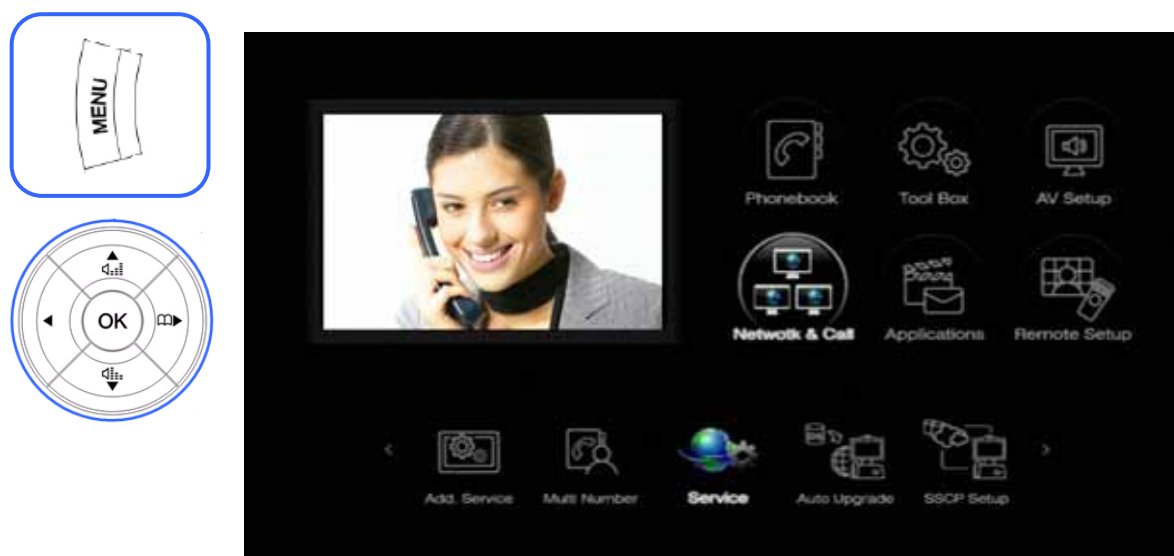 MENU
OK
Phonebook Tool Box AV Setup
Netwotk & Call Applications Remote Setup
Add. Service Multi Number Service Auto Upgrade SSCP Setup